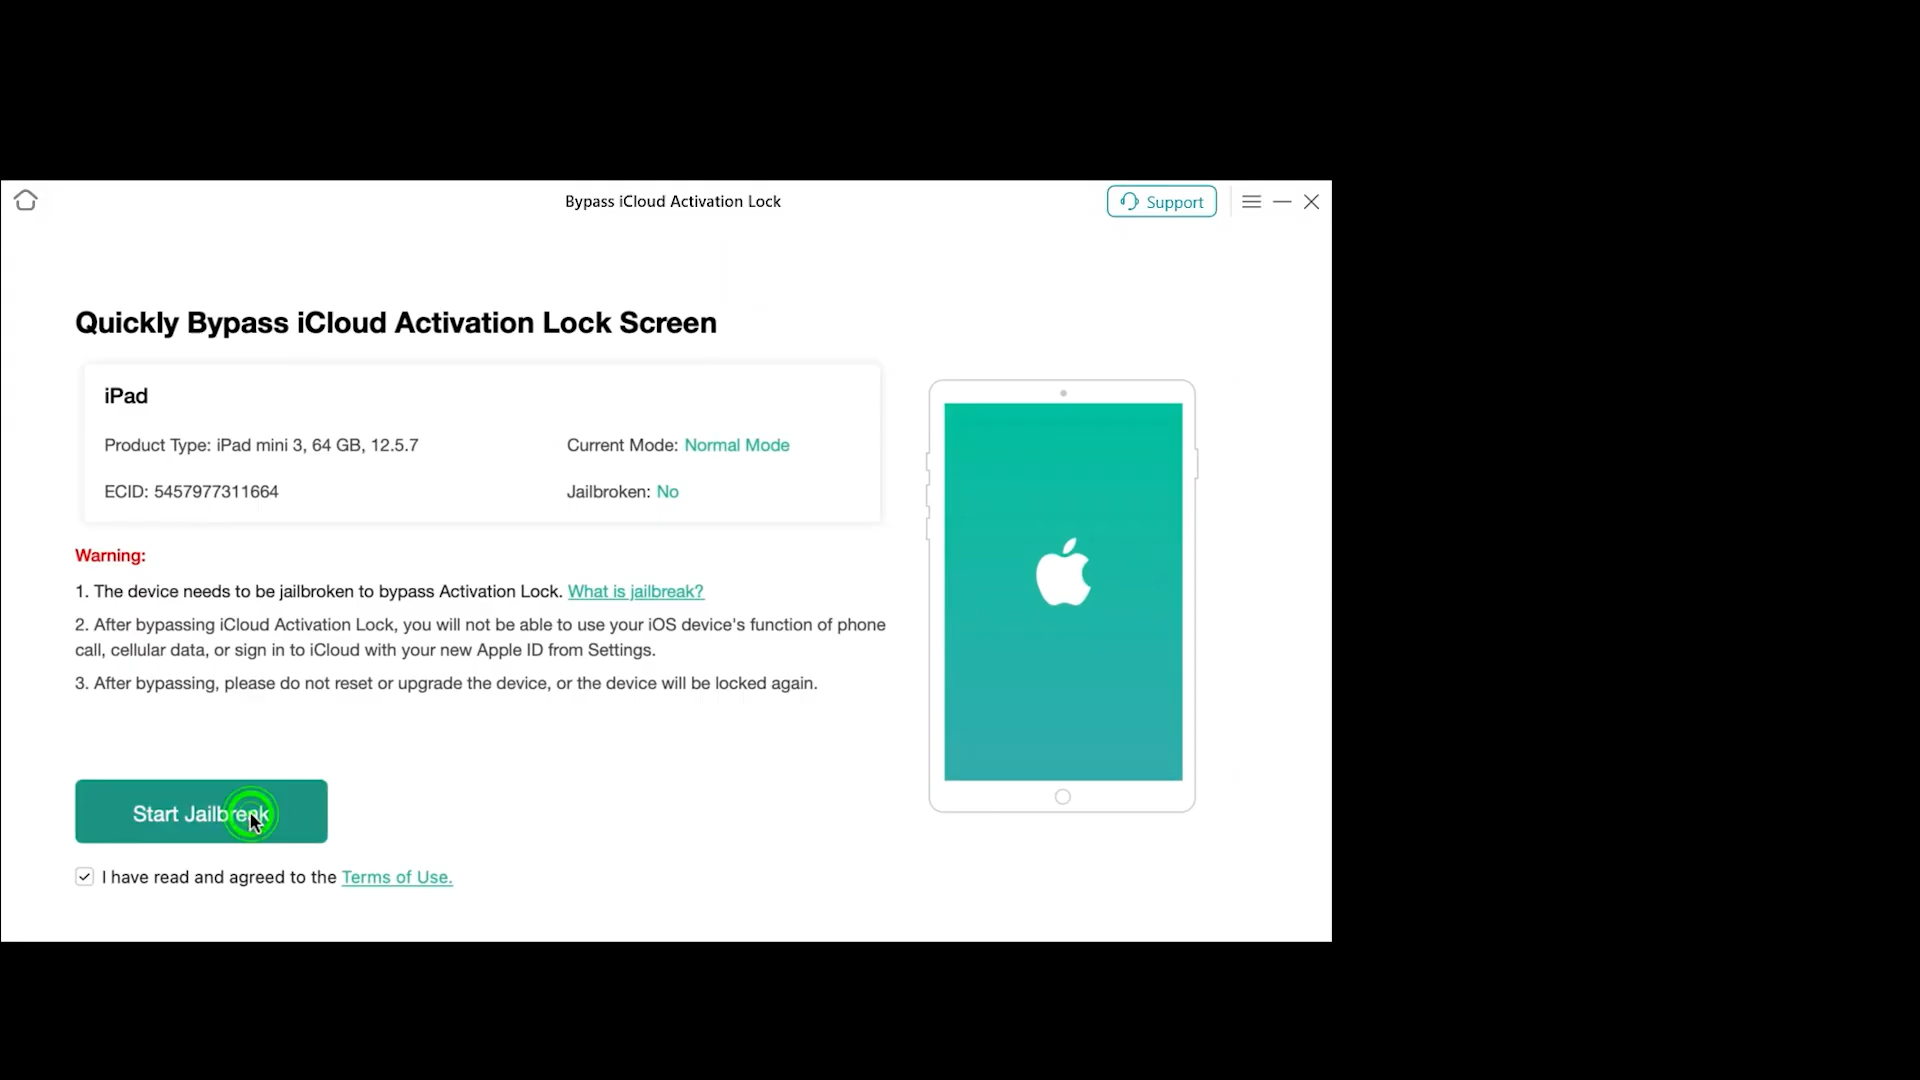 Bypass iCloud Activation Lock
Support
Quickly Bypass iCloud Activation Lock Screen
iPad
Product Type: iPad mini 3, 64 GB, 12.5.7
Current Mode: Normal Mode
ECID: 5457977311664
Jailbroken: No
Warning:
1. The device needs to be jailbroken to bypass Activation Lock. What is jailbreak?
2. After bypassing iCloud Activation Lock, you will not be able to use your iOS device's function of phone
call, cellular data, or sign in to iCloud with your new Apple ID from Settings.
3. After bypassing, please do not reset or upgrade the device, or the device will be locked again.
Start Jailbreak
I have read and agreed to the Terms of Use.